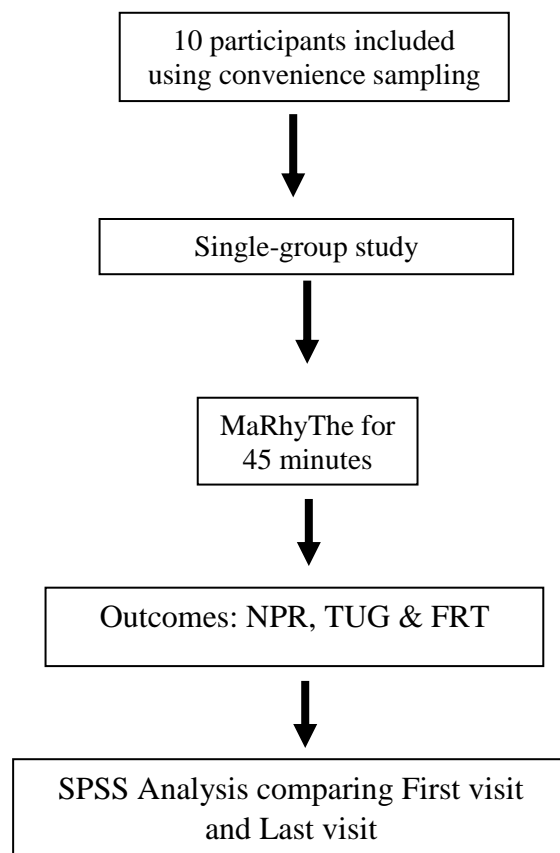 10 participants included
using convenience sampling
Single-group study
MaRhyThe for
45 minutes
Outcomes: NPR, TUG & FRT
SPSS Analysis comparing First visit
and Last visit